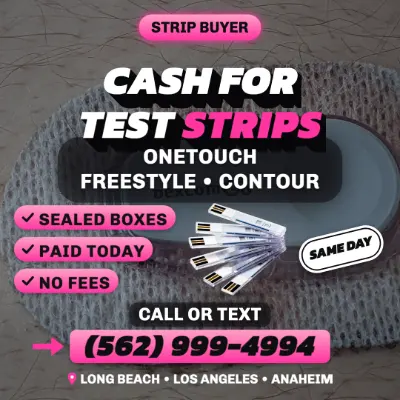 STRIP BUYER
CASH FOR
TEST STRIPS
ONETOUCH
FREESTYLE • CONTOUR
SEALED BOXES
PAID TODAY
NO FEES
SAME DAY
CALL OR TEXT
(562) 999-4994
LONG BEACH • LOS ANGELES • ANAHEIM